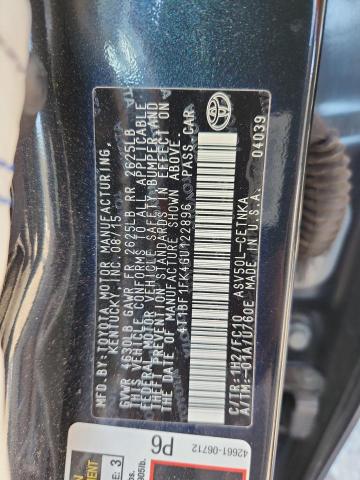 MFD. BY: TOYOTA MOTOR MANUFACTURING,
KENTUCKY, INC. 08/15
GVWR 4630LB GAWR FR 2625LB RR 2625LB
THIS VEHICLE CONFORMS TO ALL APPLICABLE
FEDERAL MOTOR VEHICLE SAFETY, BUMPER, AND
THEFT PREVENTION STANDARDS IN EFFECT ON
THE DATE OF MANUFACTURE SHOWN ABOVE.
4T1BF1FK4GU122896 PASS. CAR
C/TR: 1H2/FC10 ASV50L-CETNKA
A/TM: -01A/U760E MADE IN U.S.A. 04039
42661-06712
P6